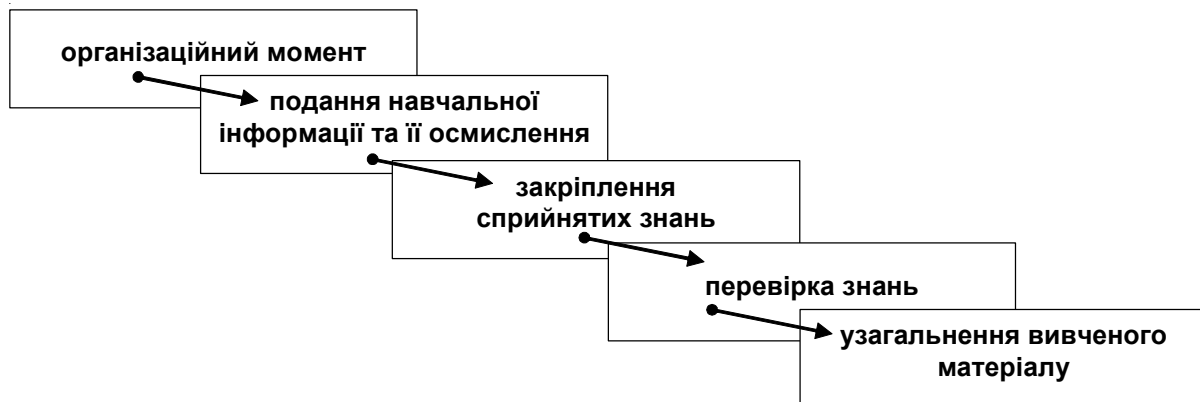 організаційний момент
подання навчальної
інформації та її осмислення
закріплення
сприйнятих знань
перевірка знань
узагальнення вивченого
матеріалу